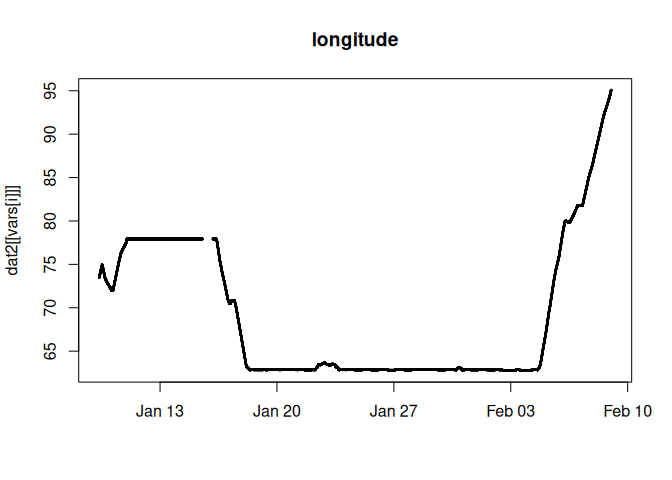 longitude
dat2[[vars[i]]]
95
90
85
80
75
70
65
Jan 13
Jan 20
Jan 27
Feb 03
Feb 10